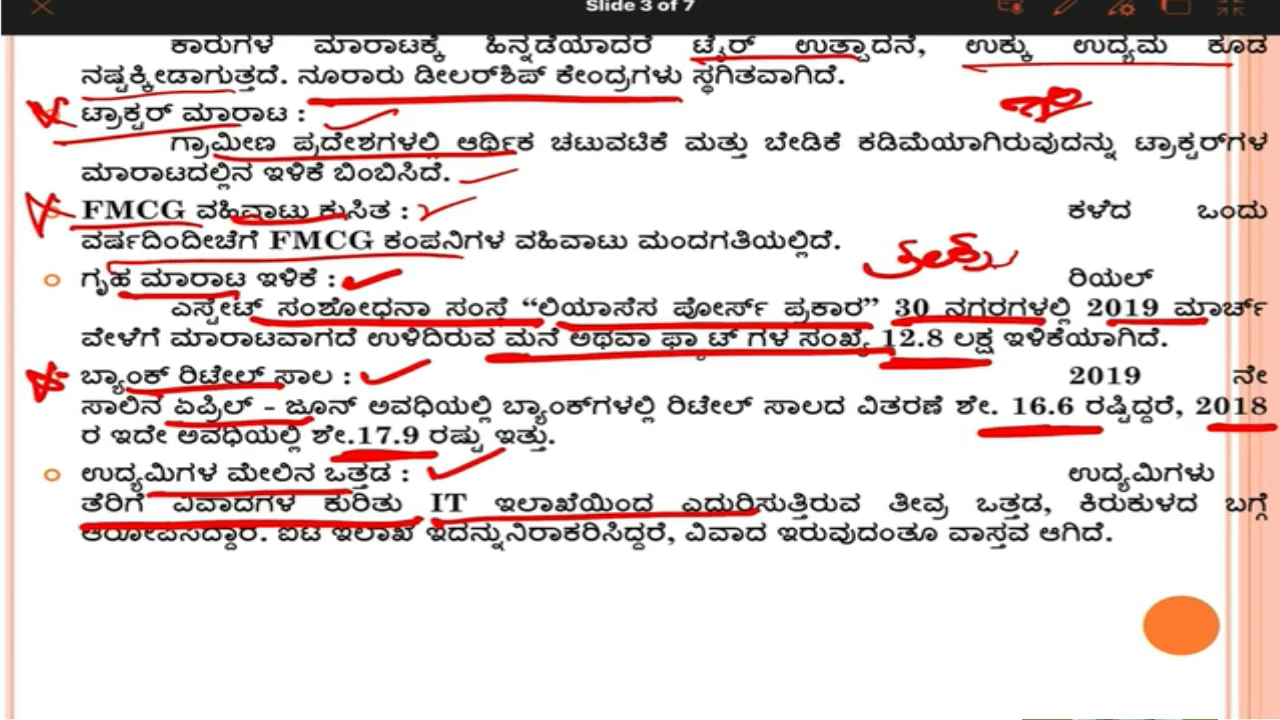 Slide 3 of 7
ಕಾರುಗಳ ಮಾರಾಟಕ್ಕೆ ಹಿನ್ನಡೆಯಾದರೆ ಟೈರ್ ಉತ್ಪಾದನೆ, ಉಕ್ಕು ಉದ್ಯಮ ಕೂಡ
ನಷ್ಟಕ್ಕೀಡಾಗುತ್ತದೆ. ನೂರಾರು ಡೀಲರ್‌ಶಿಪ್ ಕೇಂದ್ರಗಳು ಸ್ಥಗಿತವಾಗಿದೆ.
ಟ್ರಾಕ್ಟರ್ ಮಾರಾಟ :
ಗ್ರಾಮೀಣ ಪ್ರದೇಶಗಳಲ್ಲಿ ಆರ್ಥಿಕ ಚಟುವಟಿಕೆ ಮತ್ತು ಬೇಡಿಕೆ ಕಡಿಮೆಯಾಗಿರುವುದನ್ನು ಟ್ರಾಕ್ಟರ್‌ಗಳ
ಮಾರಾಟದಲ್ಲಿನ ಇಳಿಕೆ ಬಿಂಬಿಸಿದೆ.
FMCG ವಹಿವಾಟು ಕುಸಿತ : ಕಳೆದ ಒಂದು
ವರ್ಷದಿಂದೀಚೆಗೆ FMCG ಕಂಪನಿಗಳ ವಹಿವಾಟು ಮಂದಗತಿಯಲ್ಲಿದೆ.
ಗೃಹ ಮಾರಾಟ ಇಳಿಕೆ : ರಿಯಲ್
ಎಸ್ಟೇಟ್ ಸಂಶೋಧನಾ ಸಂಸ್ಥೆ “ಲಿಯಾಸೆಸ ಪೋರ್ಸ್ ಪ್ರಕಾರ” 30 ನಗರಗಳಲ್ಲಿ 2019 ಮಾರ್ಚ್
ವೇಳೆಗೆ ಮಾರಾಟವಾಗದೆ ಉಳಿದಿರುವ ಮನೆ ಅಥವಾ ಫ್ಲಾಟ್ ಗಳ ಸಂಖ್ಯೆ 12.8 ಲಕ್ಷ ಇಳಿಕೆಯಾಗಿದೆ.
ಬ್ಯಾಂಕ್ ರಿಟೇಲ್ ಸಾಲ : 2019 ನೇ
ಸಾಲಿನ ಏಪ್ರಿಲ್ - ಜೂನ್ ಅವಧಿಯಲ್ಲಿ ಬ್ಯಾಂಕ್‌ಗಳಲ್ಲಿ ರಿಟೇಲ್ ಸಾಲದ ವಿತರಣೆ ಶೇ. 16.6 ರಷ್ಟಿದ್ದರೆ, 2018
ರ ಇದೇ ಅವಧಿಯಲ್ಲಿ ಶೇ.17.9 ರಷ್ಟು ಇತ್ತು.
ಉದ್ಯಮಿಗಳ ಮೇಲಿನ ಒತ್ತಡ : ಉದ್ಯಮಿಗಳು
ತೆರಿಗೆ ವಿವಾದಗಳ ಕುರಿತು IT ಇಲಾಖೆಯಿಂದ ಎದುರಿಸುತ್ತಿರುವ ತೀವ್ರ ಒತ್ತಡ, ಕಿರುಕುಳದ ಬಗ್ಗೆ
ಆರೋಪಿಸಿದ್ದಾರೆ. ಐಟಿ ಇಲಾಖೆ ಇದನ್ನುನಿರಾಕರಿಸಿದ್ದರೆ, ವಿವಾದ ಇರುವುದಂತೂ ವಾಸ್ತವ ಆಗಿದೆ.